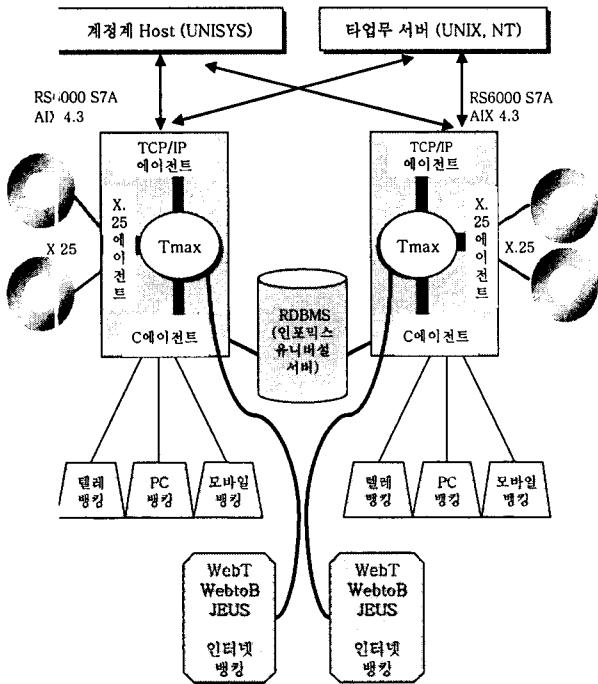 계정계 Host (UNISYS)
타업무 서버 (UNIX, NT)
RS6000 S7A
AIX 4.3
RS6000 S7A
AIX 4.3
TCP/IP
에이전트
X.25에이전트
Tmax
C에이전트
X.25
TCP/IP
에이전트
X.25에이전트
Tmax
C에이전트
X.25
RDBMS
(인포믹스
유니버설
서버)
텔레
뱅킹
PC
뱅킹
모바일
뱅킹
텔레
뱅킹
PC
뱅킹
모바일
뱅킹
WebT
WebtoB
JEUS
인터넷
뱅킹
WebT
WebtoB
JEUS
인터넷
뱅킹